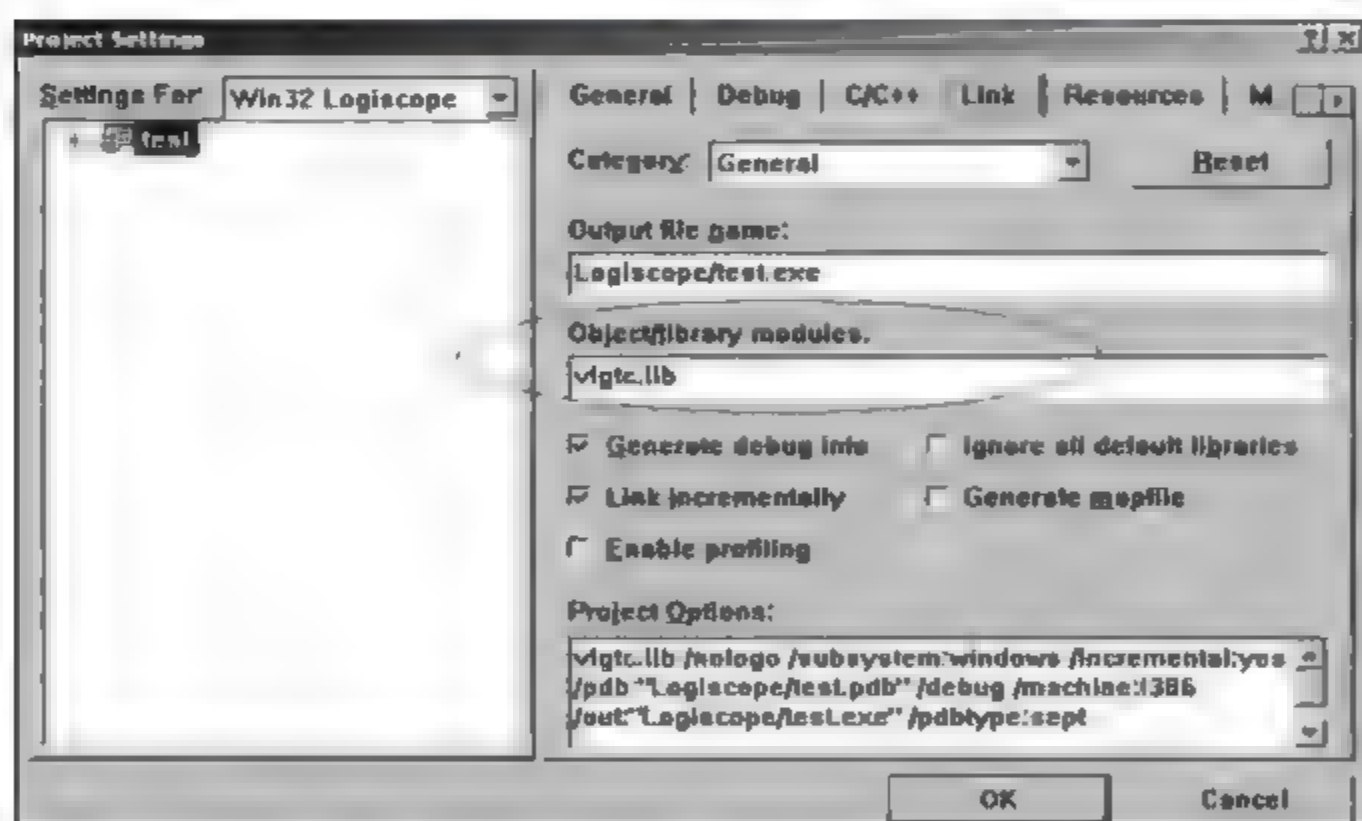 Project Settings
Settings For: Win32 Logiscope
test
General Debug C/C++ Link Resources M
Category: General Reset
Output file name:
Logiscope/test.exe
Object/library modules:
vlgtc.lib
Generate debug info Ignore all default libraries
Link incrementally Generate mapfile
Enable profiling
Project Options:
vlgtc.lib /nologo /subsystem:windows /incremental:yes
/pdb:"Logiscope/test.pdb" /debug /machine:I386
/out:"Logiscope/test.exe" /pdbtype:sept
OK Cancel